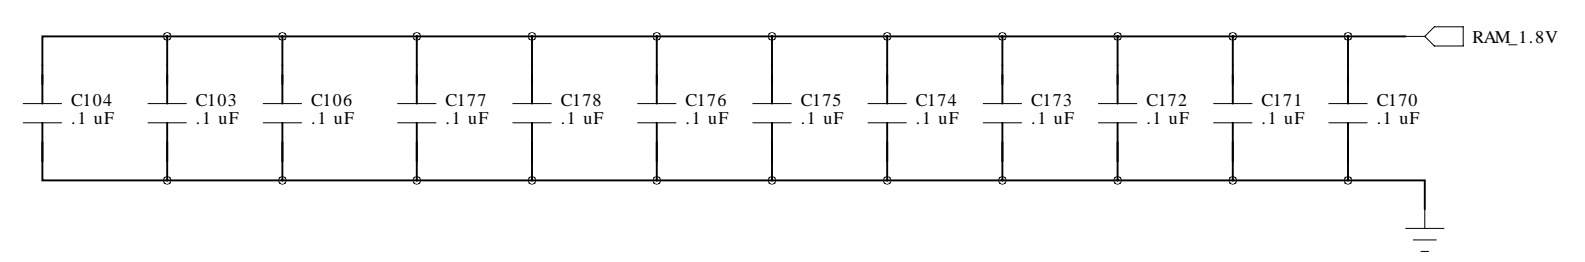 RAM_1.8V
C104
.1 uF
C103
.1 uF
C106
.1 uF
C177
.1 uF
C178
.1 uF
C176
.1 uF
C175
.1 uF
C174
.1 uF
C173
.1 uF
C172
.1 uF
C171
.1 uF
C170
.1 uF